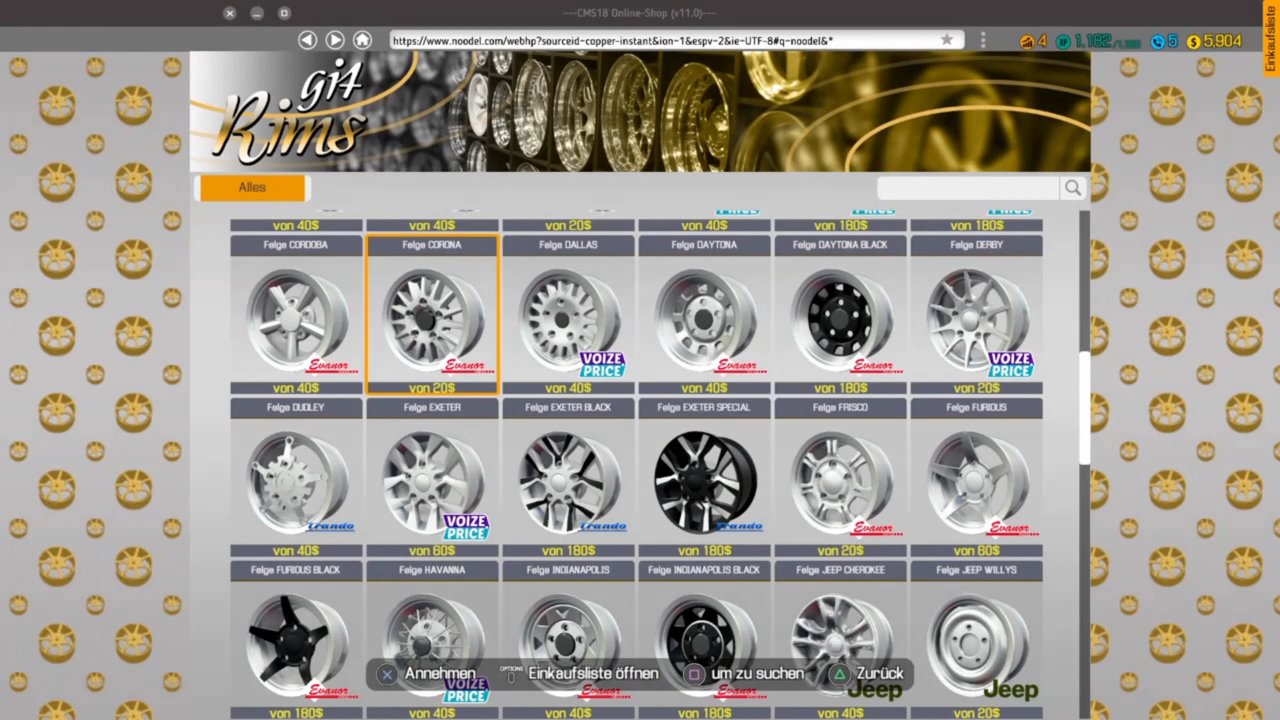 ---CMS18 Online-Shop (v11.0)---
https://www.noodel.com/webhp?sourceid-copper-instant&ion-1&espv-2&ie-UTF-8#q-noodel&*
4 1,182 5 $ 5,904
Einkaufsliste
git
Rims
Alles
PRICE PRICE PRICE
von 40$ von 40$ von 20$ von 40$ von 180$ von 180$
Felge CORDOBA Felge CORONA Felge DALLAS Felge DAYTONA Felge DAYTONA BLACK Felge DERBY
Evanor Evanor VOIZE PRICE Evanor Evanor VOIZE PRICE
von 40$ von 20$ von 40$ von 40$ von 180$ von 20$
Felge DUDLEY Felge EXETER Felge EXETER BLACK Felge EXETER SPECIAL Felge FRISCO Felge FURIOUS
Trando VOIZE PRICE Trando Trando Evanor Evanor
von 40$ von 60$ von 180$ von 180$ von 20$ von 60$
Felge FURIOUS BLACK Felge HAVANNA Felge INDIANAPOLIS Felge INDIANAPOLIS BLACK Felge JEEP CHEROKEE Felge JEEP WILLYS
Annehmen OPTIONS Einkaufsliste öffnen um zu suchen Zurück
Evanor VOIZE PRICE Evanor Evanor Jeep Jeep
von 180$ von 40$ von 40$ von 180$ von 40$ von 20$